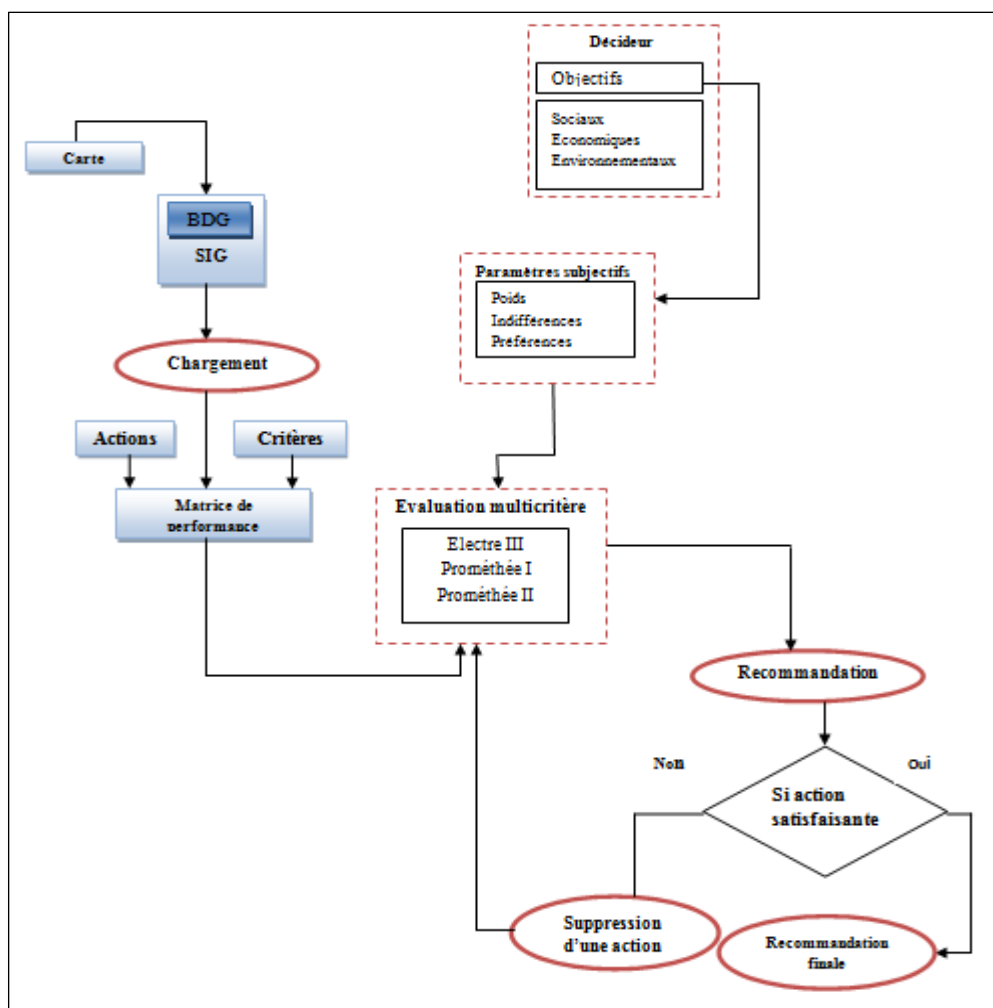 Décideur
Objectifs
Sociaux
Economiques
Environnementaux
Carte
BDG
SIG
Paramètres subjectifs
Poids
Indifférences
Préférences
Chargement
Actions
Critères
Matrice de
performance
Evaluation multicritère
Electre III
Prométhée I
Prométhée II
Recommandation
Non
Oui
Si action
satisfaisante
Suppression
d'une action
Recommandation
finale